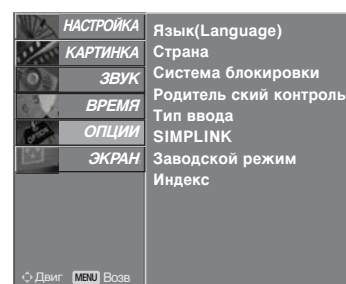 НАСТРОЙКА
КАРТИНКА
ЗВУК
ВРЕМЯ
ОПЦИИ
ЭКРАН
Язык(Language)
Страна
Система блокировки
Родитель ский контроль
Тип ввода
SIMPLINK
Заводской режим
Индекс
Двиг MENU Возв